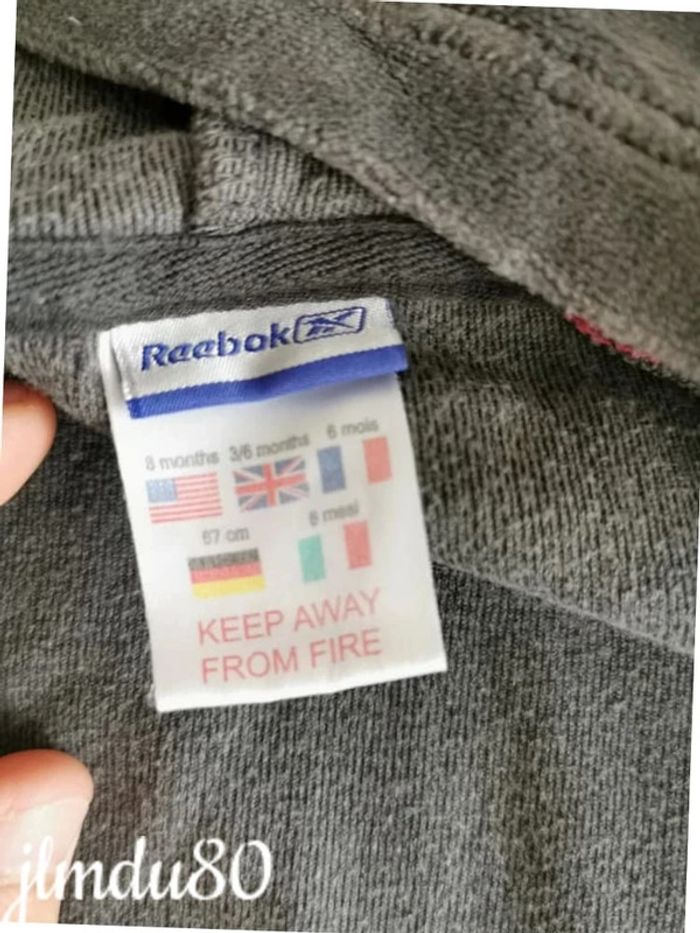 Reebok
8 months 3/6 months 6 mois
67 cm 6 mesi
KEEP AWAY
FROM FIRE
jlmdu80